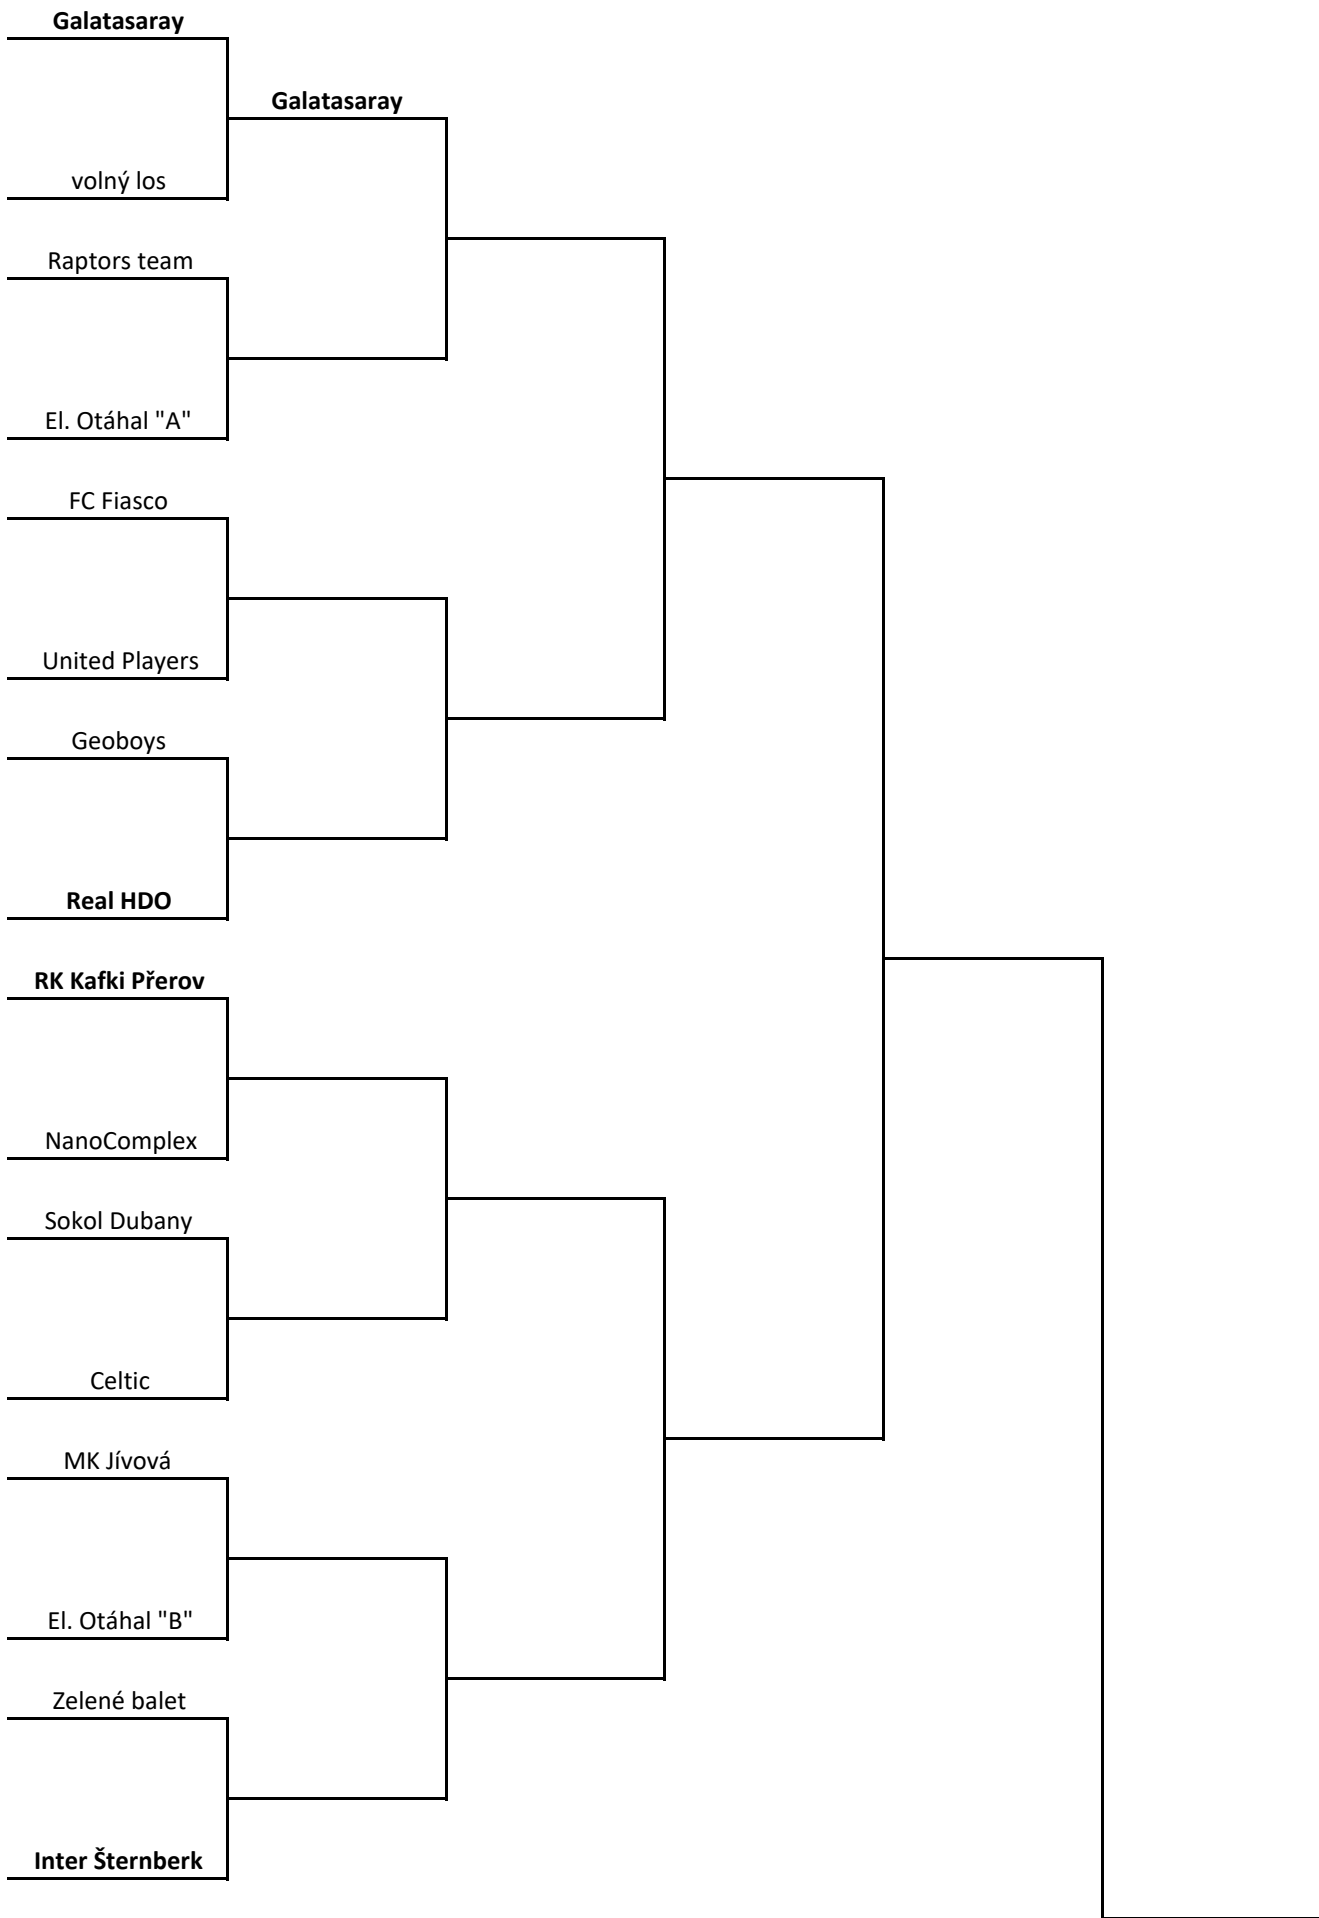 Galatasaray
Galatasaray
volný los
Raptors team
El. Otáhal "A"
FC Fiasco
United Players
Geoboys
Real HDO
RK Kafki Přerov
NanoComplex
Sokol Dubany
Celtic
MK Jívová
El. Otáhal "B"
Zelené balet
Inter Šternberk